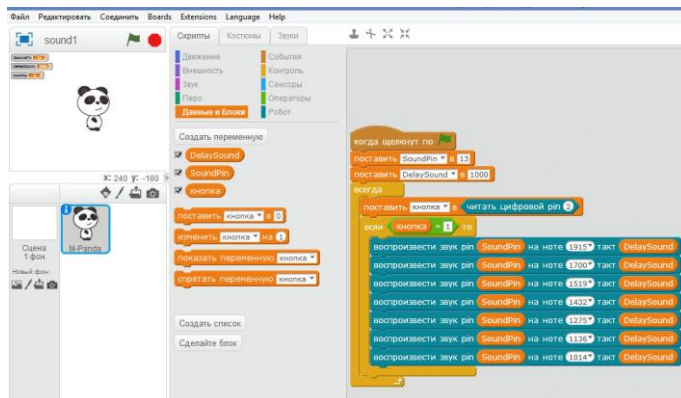 Файл Редактировать Соединить Boards Extensions Language Help
sound1
SoundPin
DelaySound
кнопка
x: 240 y: -180
Сцена
1 фон
M-Panda
Новый фон:
Скрипты Костюмы Звуки
Движение События
Внешность Контроль
Звук Сенсоры
Перо Операторы
Данные и Блоки Робот
Создать переменную
DelaySound
SoundPin
кнопка
поставить кнопка в 0
изменить кнопка на 1
показать переменную кнопка
спрятать переменную кнопка
Создать список
Сделайте блок
когда щелкнут по
поставить SoundPin в 13
поставить DelaySound в 1000
всегда
поставить кнопка в читать цифровой pin 2
если кнопка = 1 то
воспроизвести звук pin SoundPin на ноте 1915 такт DelaySound
воспроизвести звук pin SoundPin на ноте 1700 такт DelaySound
воспроизвести звук pin SoundPin на ноте 1519 такт DelaySound
воспроизвести звук pin SoundPin на ноте 1432 такт DelaySound
воспроизвести звук pin SoundPin на ноте 1275 такт DelaySound
воспроизвести звук pin SoundPin на ноте 1136 такт DelaySound
воспроизвести звук pin SoundPin на ноте 1014 такт DelaySound